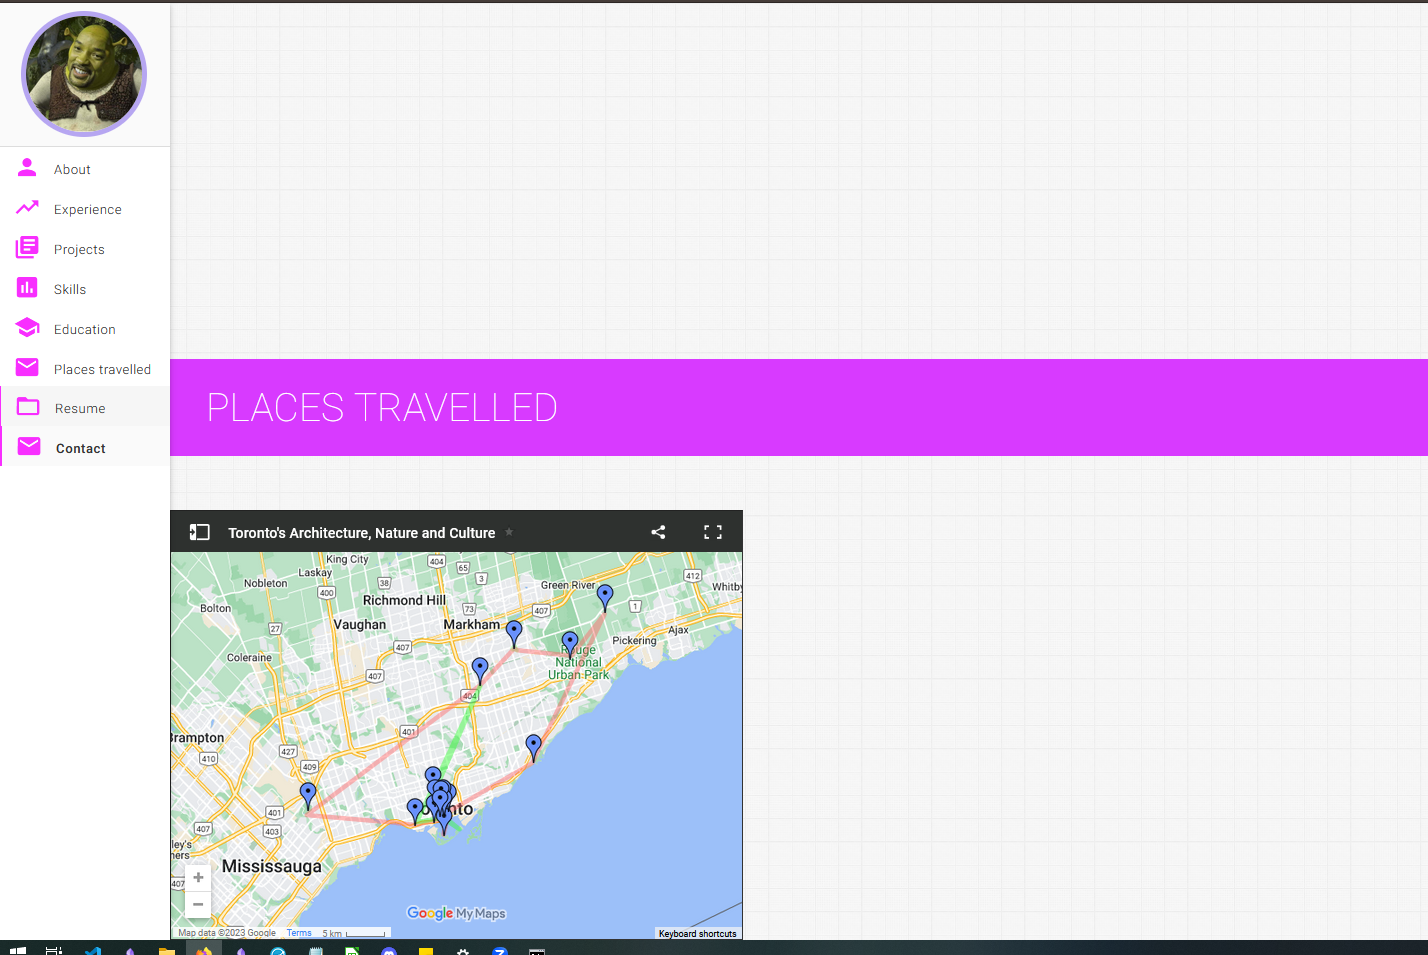 About
Experience
Projects
Skills
Education
Places travelled
Resume
Contact
PLACES TRAVELLED
Toronto's Architecture, Nature and Culture
King City
404
65
Laskay
Nobleton
38
3
Green River
412
Whitby
400
Richmond Hill
Bolton
73
407
1
27
Vaughan
Markham
Ajax
Pickering
407
Coleraine
Rouge
National
Urban Park
407
404
401
Brampton
427
410
409
401
407
403
Mississauga
407
Google My Maps
Map data ©2023 Google
Terms
5 km
Keyboard shortcuts